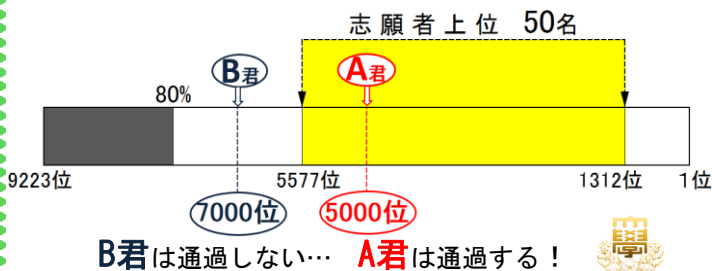 志願者上位 50名
B君 A君
80%
9223位 5577位 1312位 1位
7000位 5000位
B君は通過しない… A君は通過する！